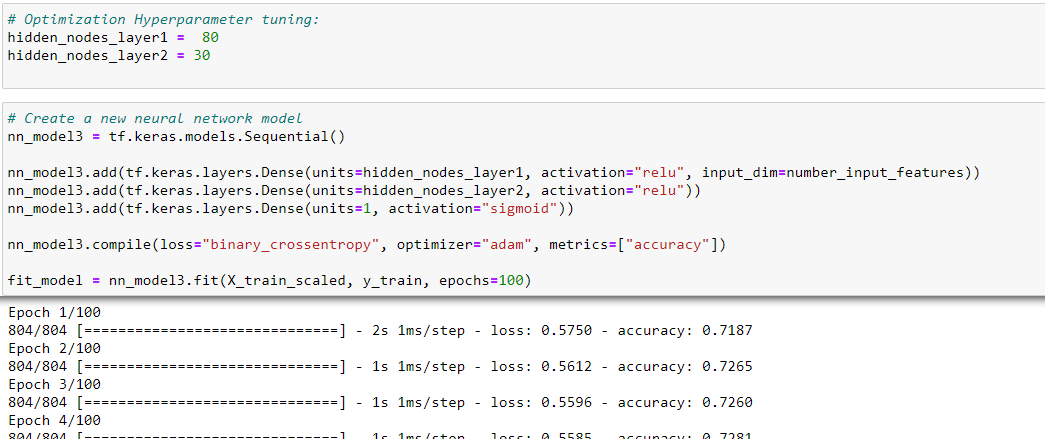 # Optimization Hyperparameter tuning:
hidden_nodes_layer1 =  80
hidden_nodes_layer2 = 30
# Create a new neural network model
nn_model3 = tf.keras.models.Sequential()
nn_model3.add(tf.keras.layers.Dense(units=hidden_nodes_layer1, activation="relu", input_dim=number_input_features))
nn_model3.add(tf.keras.layers.Dense(units=hidden_nodes_layer2, activation="relu"))
nn_model3.add(tf.keras.layers.Dense(units=1, activation="sigmoid"))
nn_model3.compile(loss="binary_crossentropy", optimizer="adam", metrics=["accuracy"])
fit_model = nn_model3.fit(X_train_scaled, y_train, epochs=100)
Epoch 1/100
804/804 [==============================] - 2s 1ms/step - loss: 0.5750 - accuracy: 0.7187
Epoch 2/100
804/804 [==============================] - 1s 1ms/step - loss: 0.5612 - accuracy: 0.7265
Epoch 3/100
804/804 [==============================] - 1s 1ms/step - loss: 0.5596 - accuracy: 0.7260
Epoch 4/100
804/804 [==============================] - 1s 1ms/step - loss: 0.5585 - accuracy: 0.7281